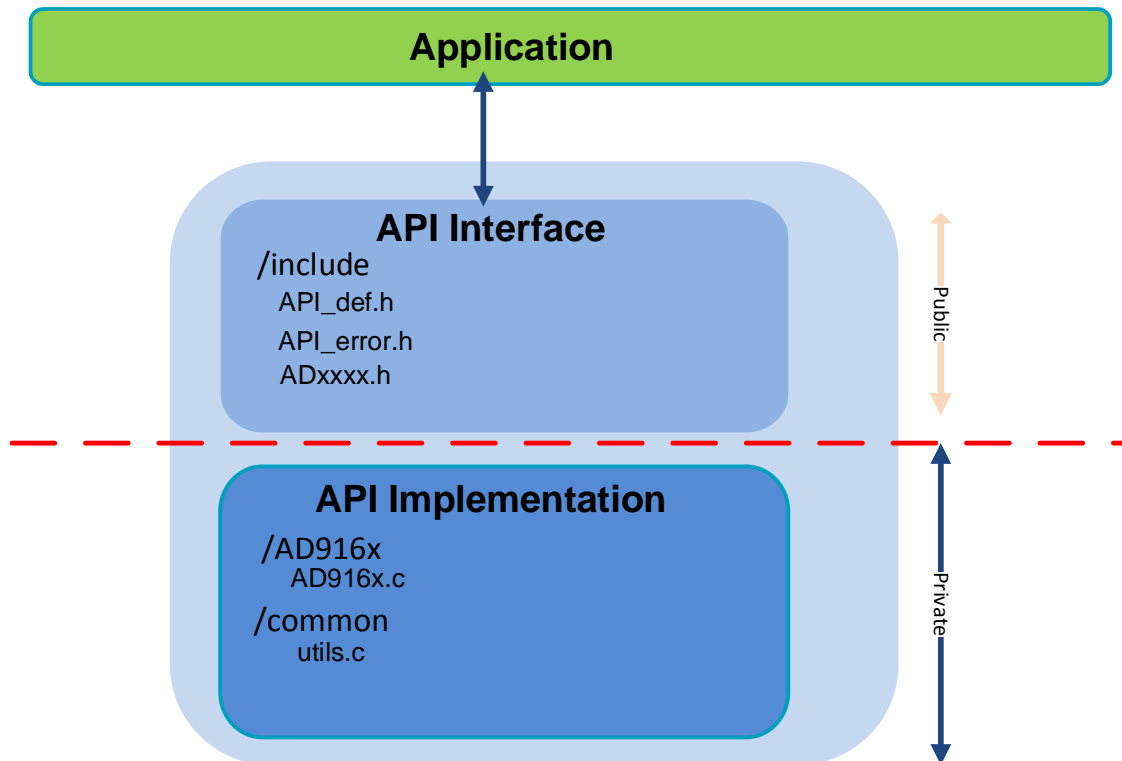 Application
API Interface
/include
API_def.h
API_error.h
ADxxxx.h
Public
API Implementation
/AD916x
AD916x.c
/common
utils.c
Private